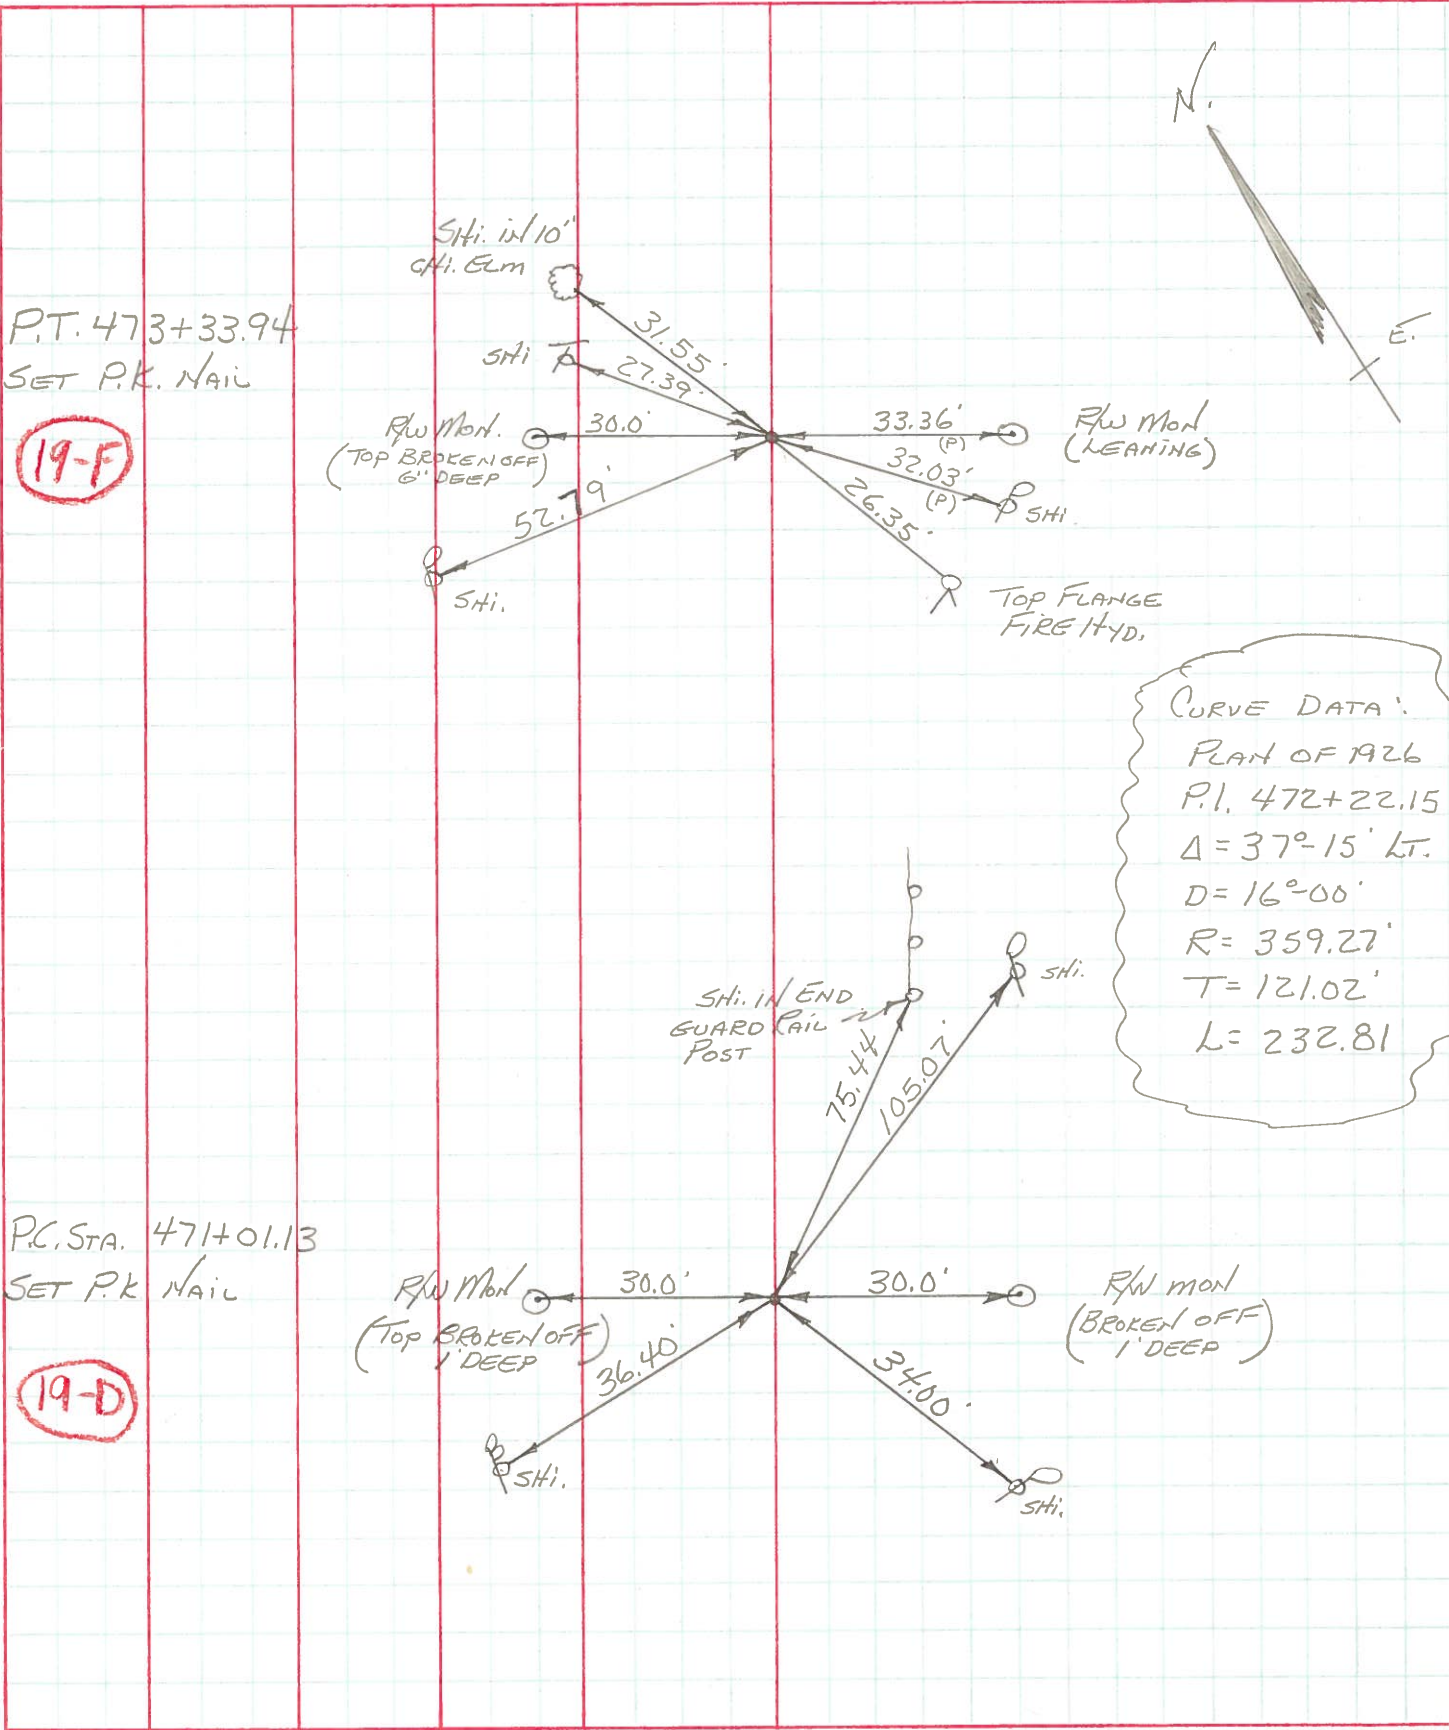 N.
E.
SHi. iN 10"
CHi. ELM
31.55'
P.T. 473+33.94
SET P.K. NAiL
SHi
27.39'
19-F
R/W MON.
(TOP BROKEN OFF)
6" DEEP
30.0'
33.36'
(P)
R/W MON
(LEANING)
32.03'
(P)
SHi.
52.79'
SHi.
26.35'
TOP FLANGE
FIRE HYD.
CURVE DATA:
PLAN OF 1926
P.I. 472+22.15
Δ = 37°-15' LT.
D = 16°-00'
R = 359.27'
T = 121.02'
L = 232.81
SHi. IN END
GUARD RAIL
POST
75.44'
105.07'
SHi.
P.C. STA. 471+01.13
SET P.K NAiL
19-D
R/W MON
(TOP BROKEN OFF)
1' DEEP
30.0'
30.0'
R/W MON
(BROKEN OFF)
1' DEEP
36.40'
SHi.
34.00'
SHi.